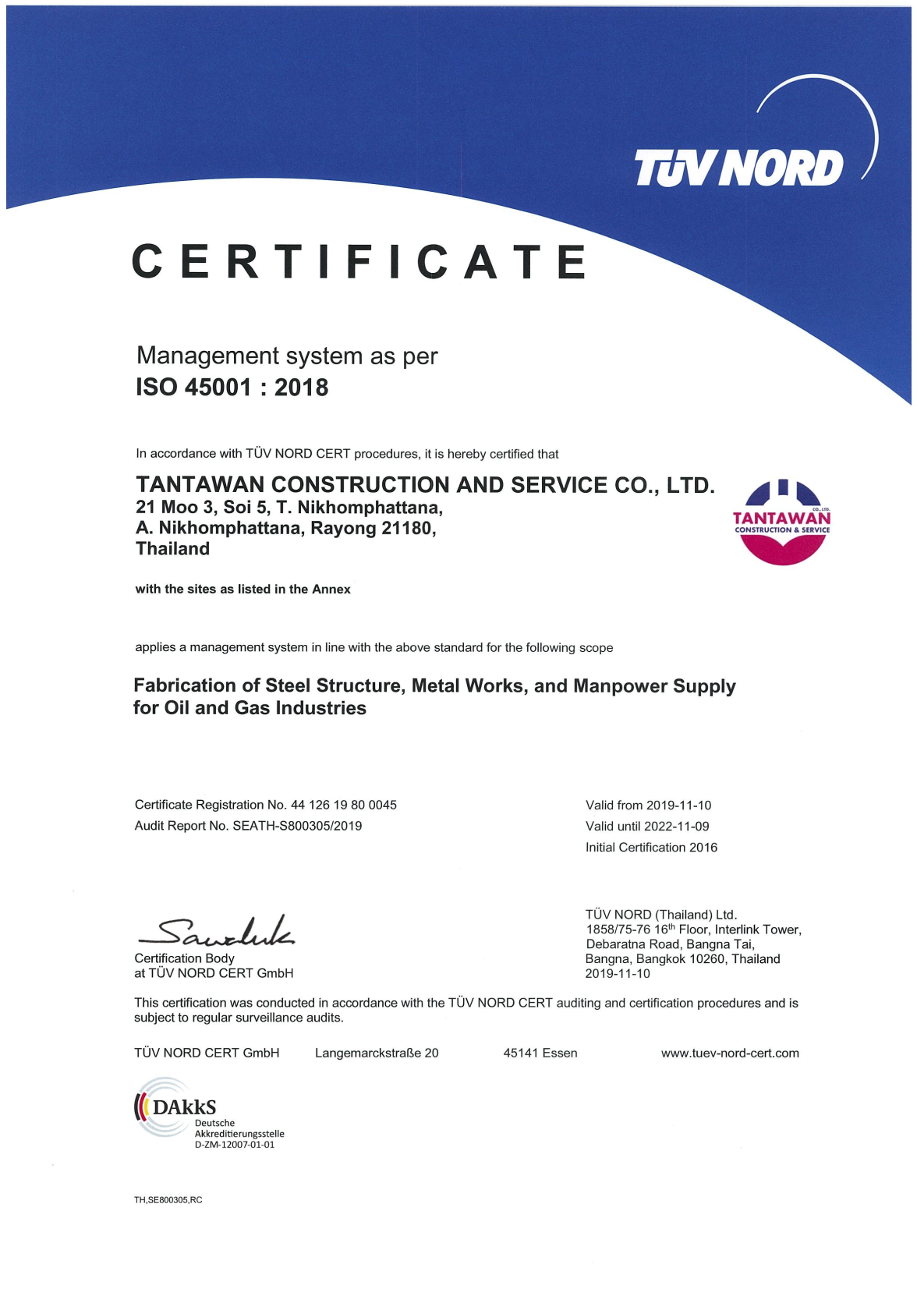 TÜV NORD
CERTIFICATE
Management system as per
ISO 45001 : 2018
In accordance with TÜV NORD CERT procedures, it is hereby certified that
TANTAWAN CONSTRUCTION AND SERVICE CO., LTD.
21 Moo 3, Soi 5, T. Nikhomphattana,
A. Nikhomphattana, Rayong 21180,
Thailand
CO., LTD.
TANTAWAN
CONSTRUCTION & SERVICE
with the sites as listed in the Annex
applies a management system in line with the above standard for the following scope
Fabrication of Steel Structure, Metal Works, and Manpower Supply
for Oil and Gas Industries
Certificate Registration No. 44 126 19 80 0045
Audit Report No. SEATH-S800305/2019
Valid from 2019-11-10
Valid until 2022-11-09
Initial Certification 2016
Certification Body
at TÜV NORD CERT GmbH
TÜV NORD (Thailand) Ltd.
1858/75-76 16th Floor, Interlink Tower,
Debaratna Road, Bangna Tai,
Bangna, Bangkok 10260, Thailand
2019-11-10
This certification was conducted in accordance with the TÜV NORD CERT auditing and certification procedures and is
subject to regular surveillance audits.
TÜV NORD CERT GmbH Langemarckstraße 20 45141 Essen www.tuev-nord-cert.com
DAkkS
Deutsche
Akkreditierungsstelle
D-ZM-12007-01-01
TH,SE800305,RC